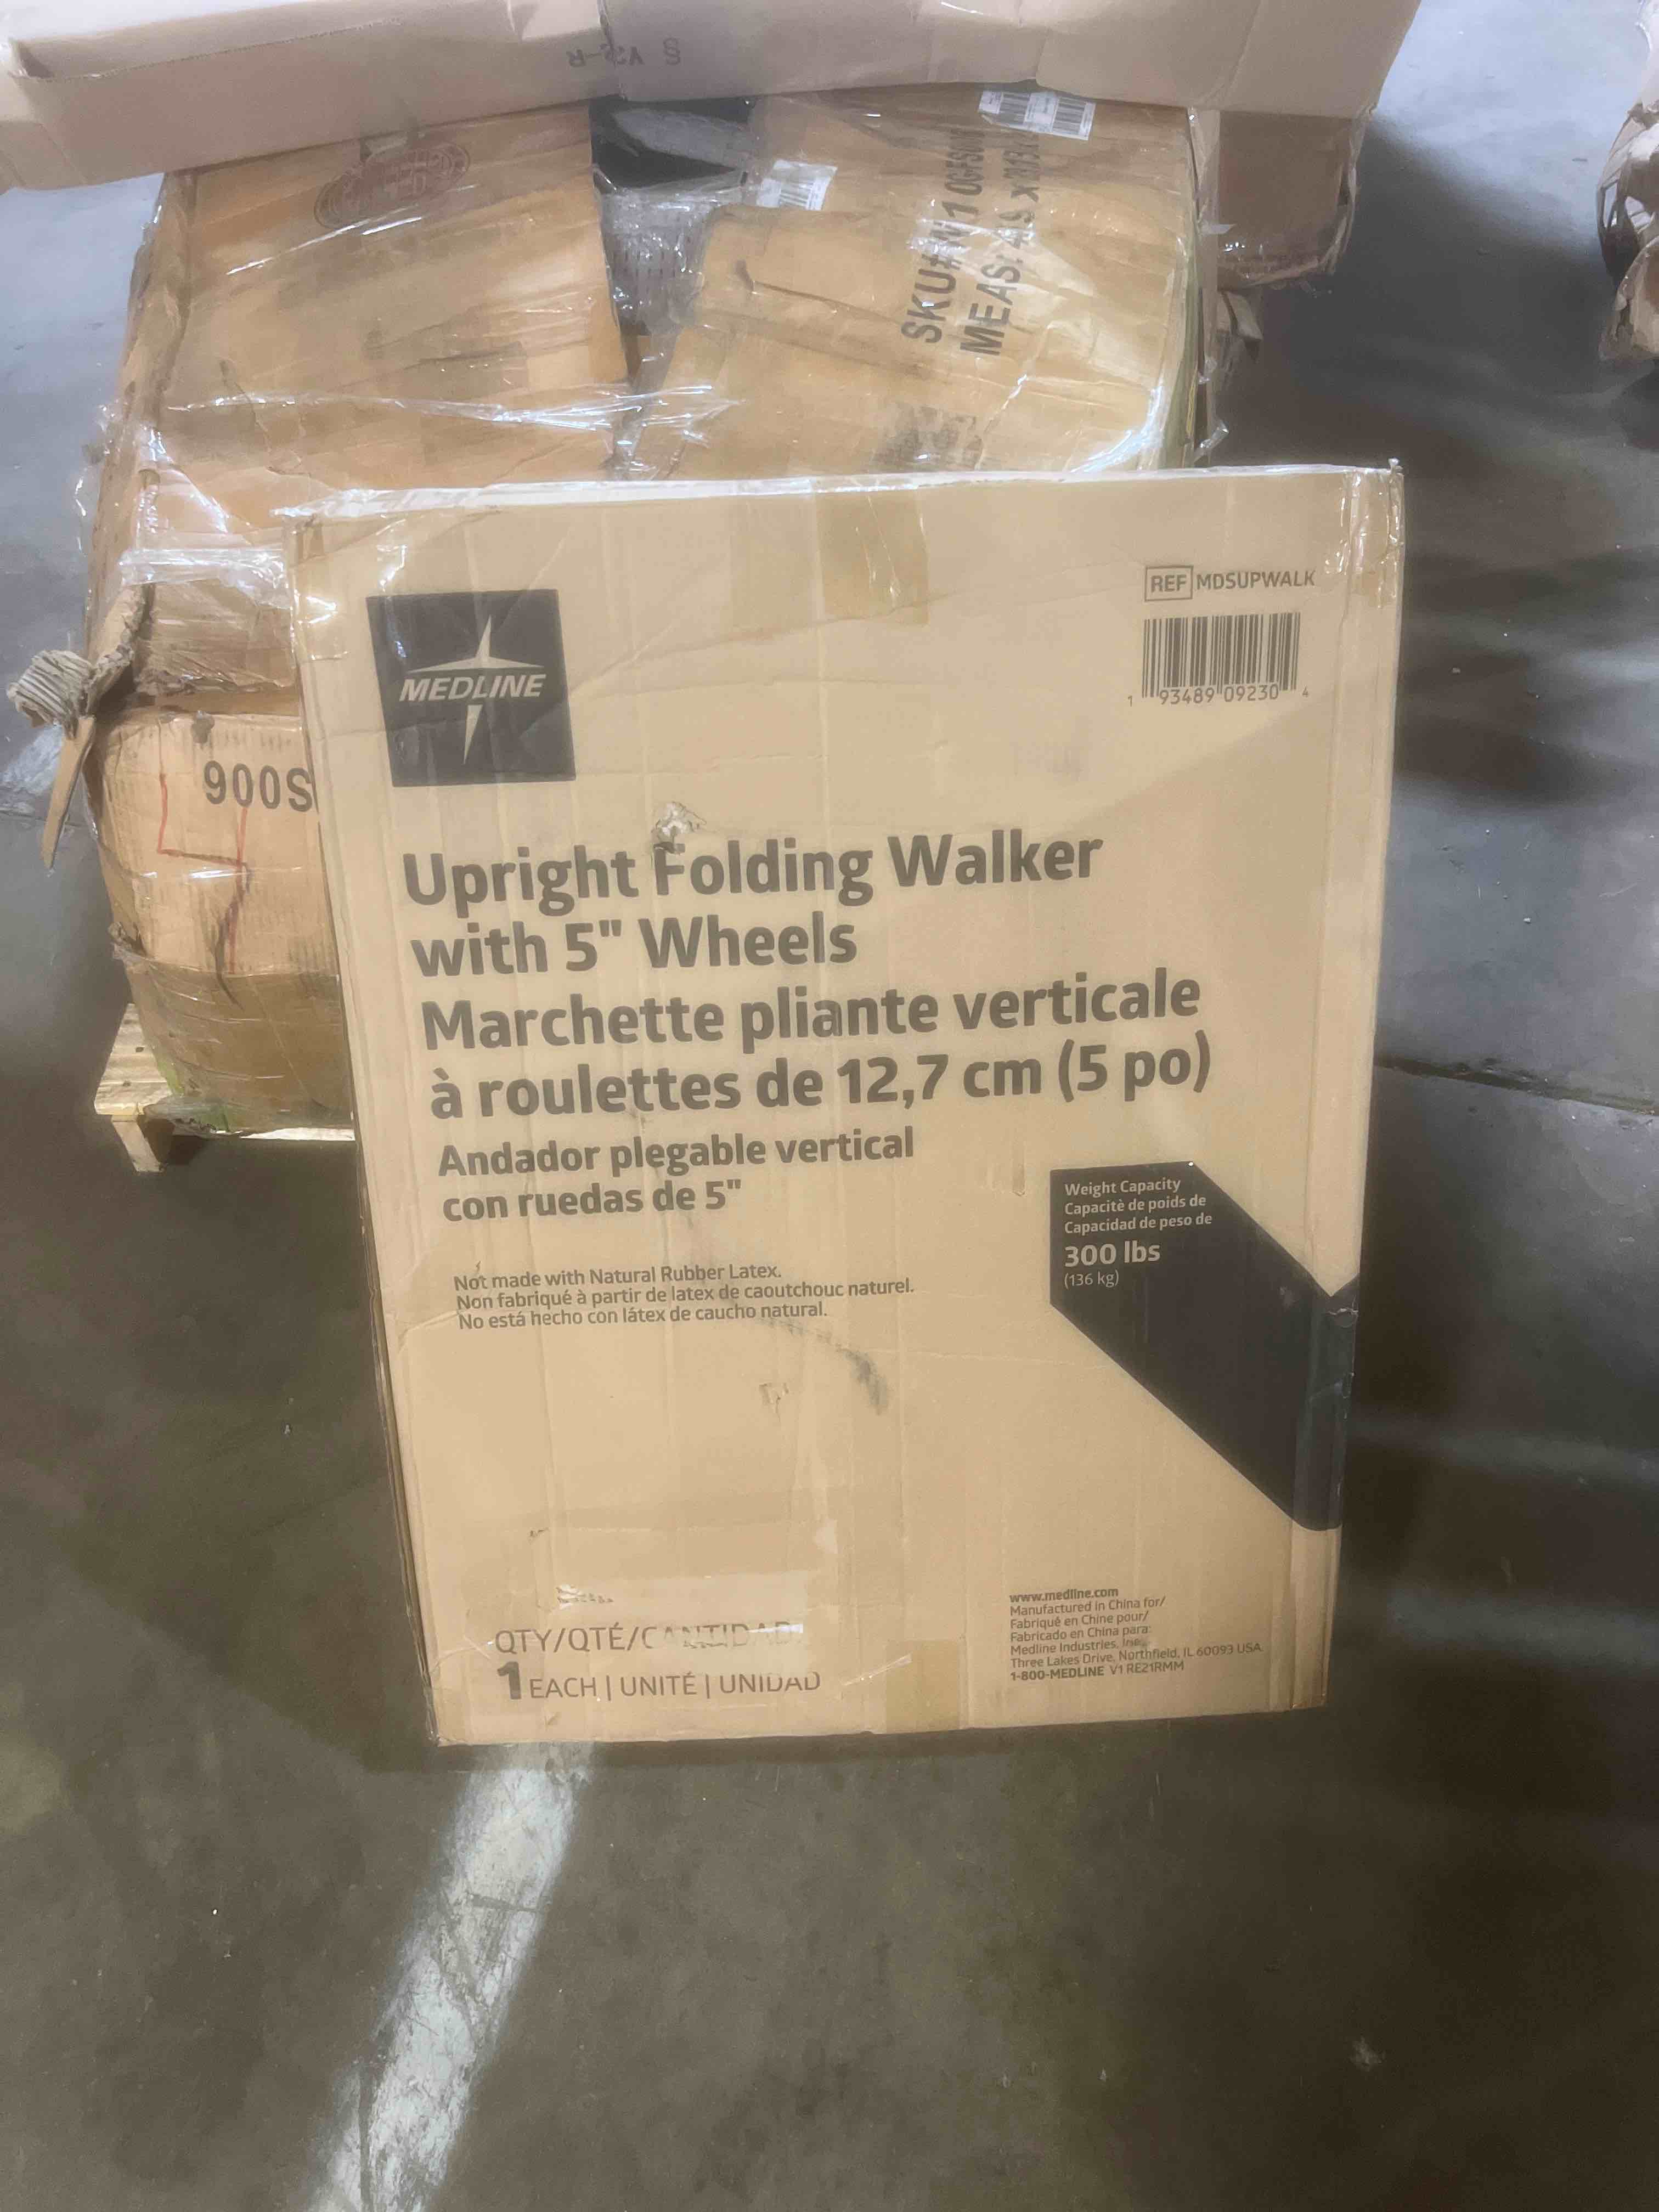 SKU#:
MEAS:
900S
MEDLINE
REF MDSUPWALK
1 93489 09230 4
Upright Folding Walker
with 5" Wheels
Marchette pliante verticale
à roulettes de 12,7 cm (5 po)
Andador plegable vertical
con ruedas de 5"
Weight Capacity
Capacité de poids de
Capacidad de peso de
300 lbs
(136 kg)
Not made with Natural Rubber Latex.
Non fabriqué à partir de latex de caoutchouc naturel.
No está hecho con látex de caucho natural.
QTY/QTÉ/CANTIDAD:
1 EACH | UNITÉ | UNIDAD
www.medline.com
Manufactured in China for/
Fabriqué en Chine pour/
Fabricado en China para:
Medline Industries, Inc.
Three Lakes Drive, Northfield, IL 60093 USA
1-800-MEDLINE V1 RE21RMM